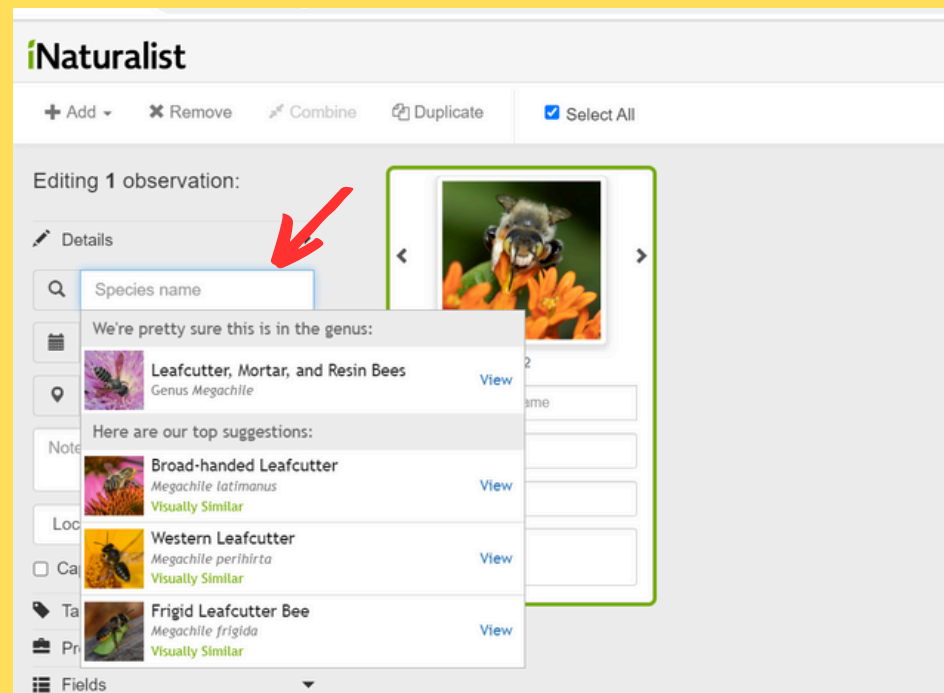 iNaturalist
Add Remove Combine Duplicate Select All
Editing 1 observation:
Details
Species name
We're pretty sure this is in the genus:
Leafcutter, Mortar, and Resin Bees
Genus Megachile
View
Here are our top suggestions:
Broad-handed Leafcutter
Megachile latimanus
Visually Similar
View
Western Leafcutter
Megachile perihirta
Visually Similar
View
Frigid Leafcutter Bee
Megachile frigida
Visually Similar
View
Fields
2